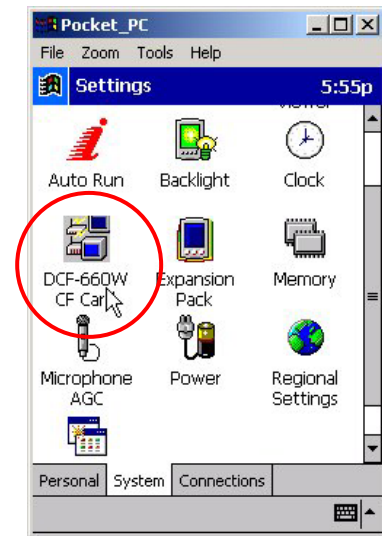 Pocket_PC
File Zoom Tools Help
Settings 5:55p
Auto Run Backlight Clock
DCF-660W Expansion Memory
CF Card Pack
Microphone Power Regional
AGC Settings
Personal System Connections